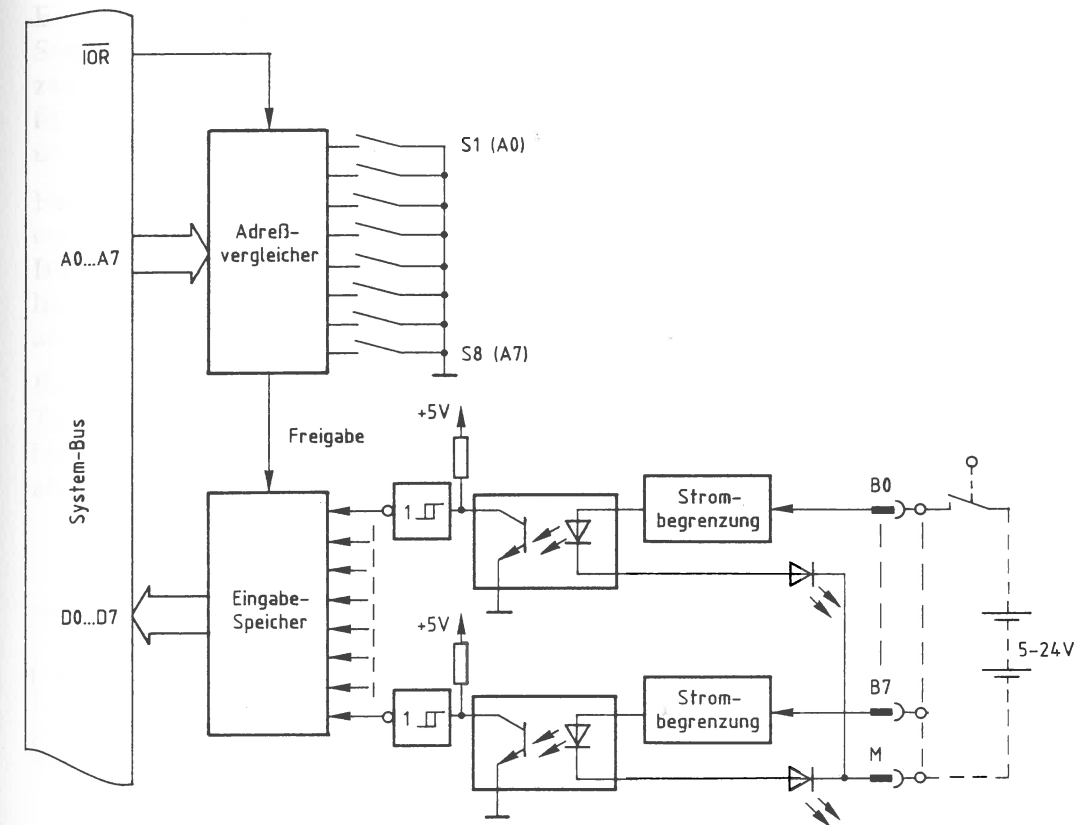 IOR
S1 (A0)
Adreß-
vergleicher
A0...A7
S8 (A7)
+5V
Freigabe
System-Bus
1
Strom-
begrenzung
B0
Eingabe-
Speicher
D0...D7
+5V
5-24V
1
Strom-
begrenzung
B7
M